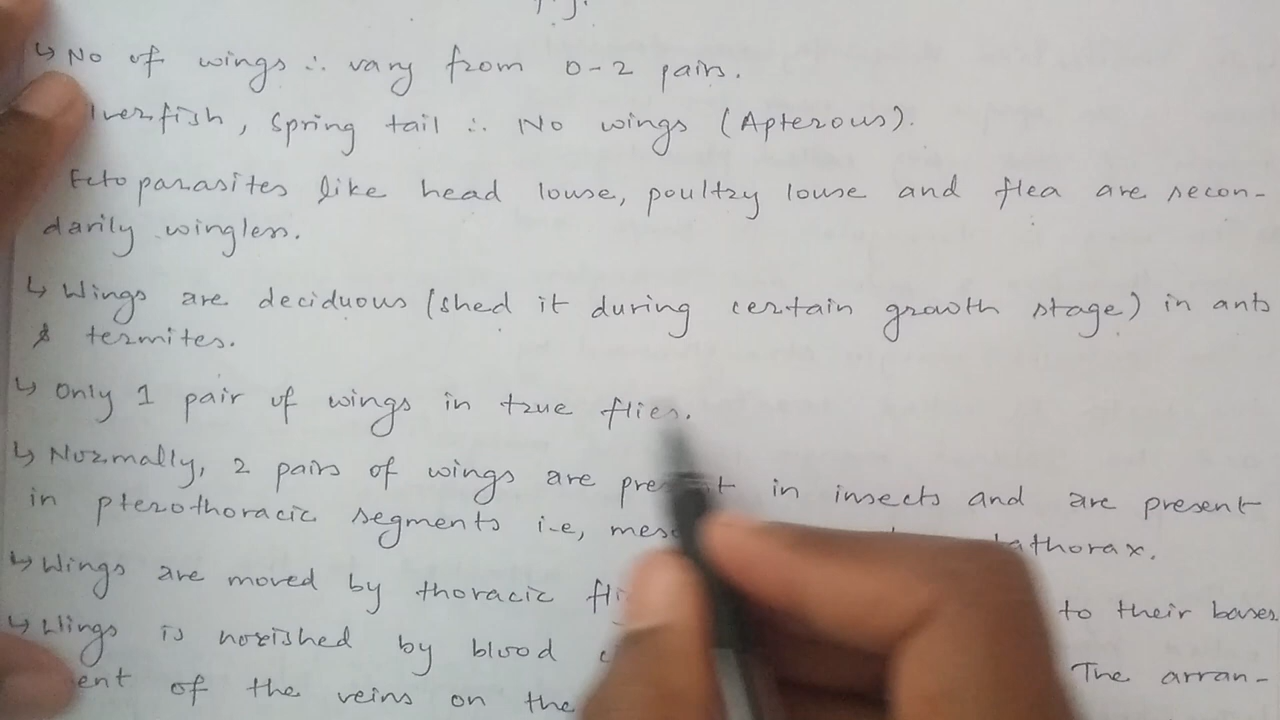 ↳ No of wings ∴ vary from 0-2 pairs.
lverfish, Spring tail ∴ No wings (Apterous).
Ectoparasites like head louse, poultry louse and flea are secon-
darily wingless.
↳ Wings are deciduous (shed it during certain growth stage) in ants
& termites.
↳ Only 1 pair of wings in true flies.
↳ Normally, 2 pairs of wings are present in insects and are present
in pterothoracic segments i.e, meso tathorax.
↳ Wings are moved by thoracic fli to their bases
↳ Wings is norished by blood The arran-
ent of the veins on the